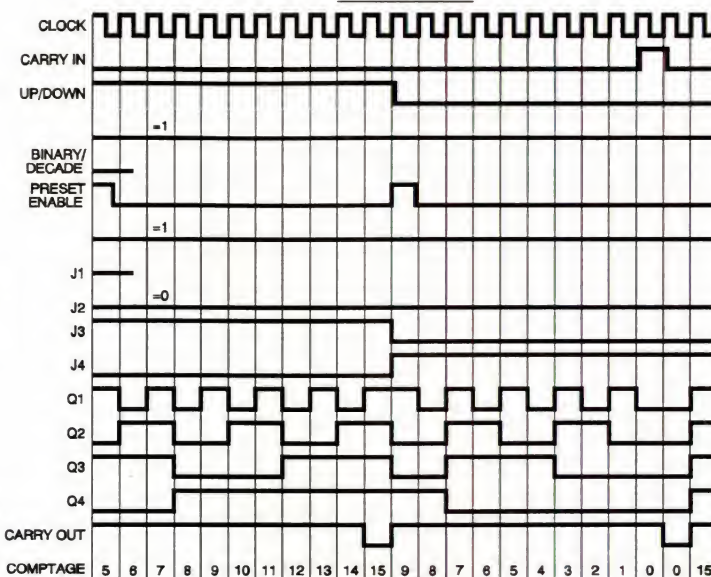 CLOCK
CARRY IN
UP/DOWN
=1
BINARY/
DECADE
PRESET
ENABLE
=1
J1
=0
J2
J3
J4
Q1
Q2
Q3
Q4
CARRY OUT
COMPTAGE 5 6 7 8 9 10 11 12 13 14 15 9 8 7 6 5 4 3 2 1 0 0 15